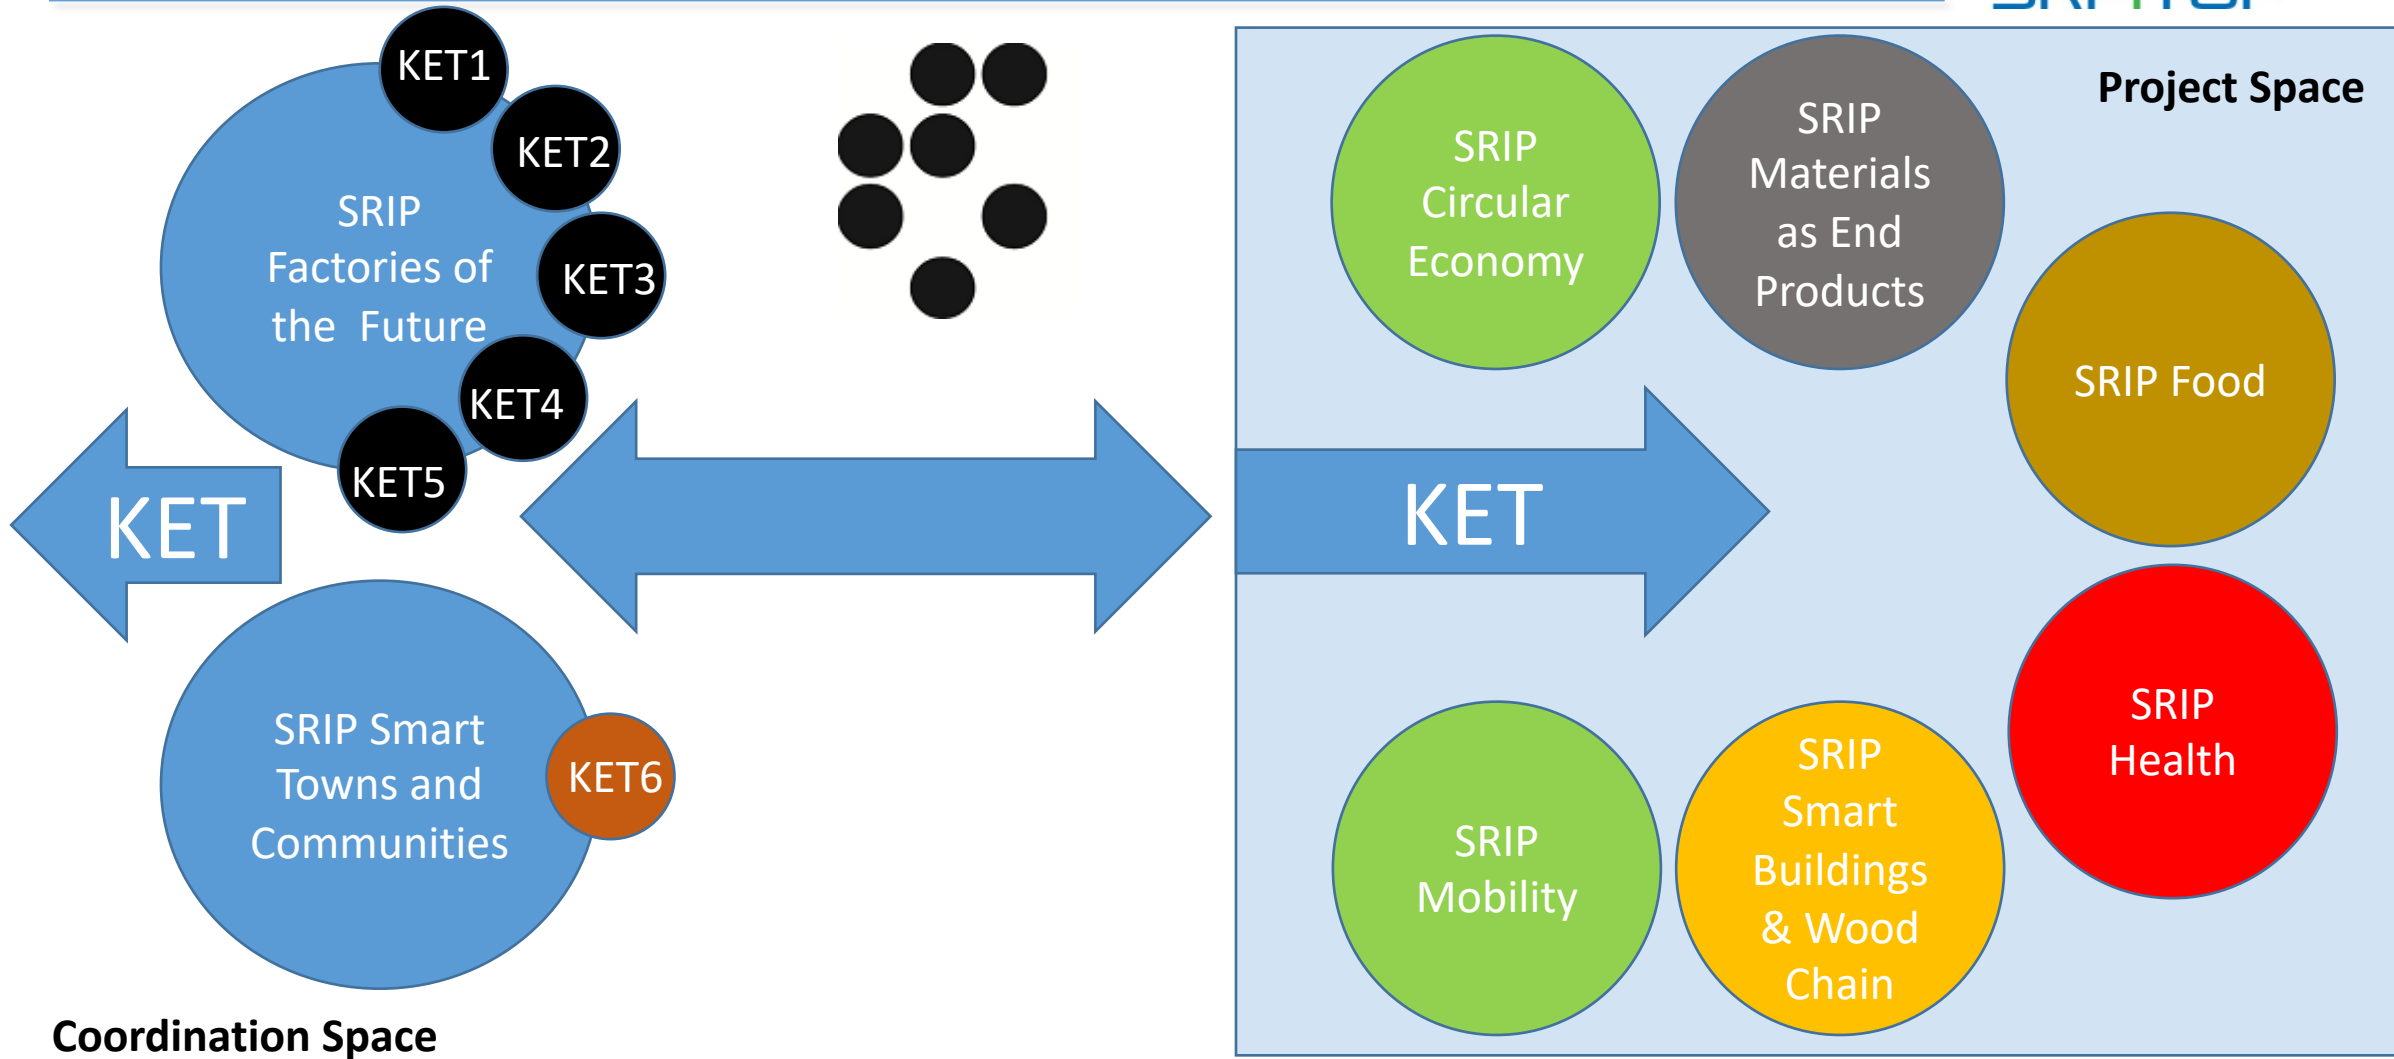 KET1
KET2
SRIP
Factories of
the Future
KET3
KET4
KET5
KET
SRIP Smart
Towns and
Communities
KET6
Coordination Space
Project Space
SRIP
Circular
Economy
SRIP
Materials
as End
Products
SRIP Food
KET
SRIP
Health
SRIP
Mobility
SRIP
Smart
Buildings
& Wood
Chain